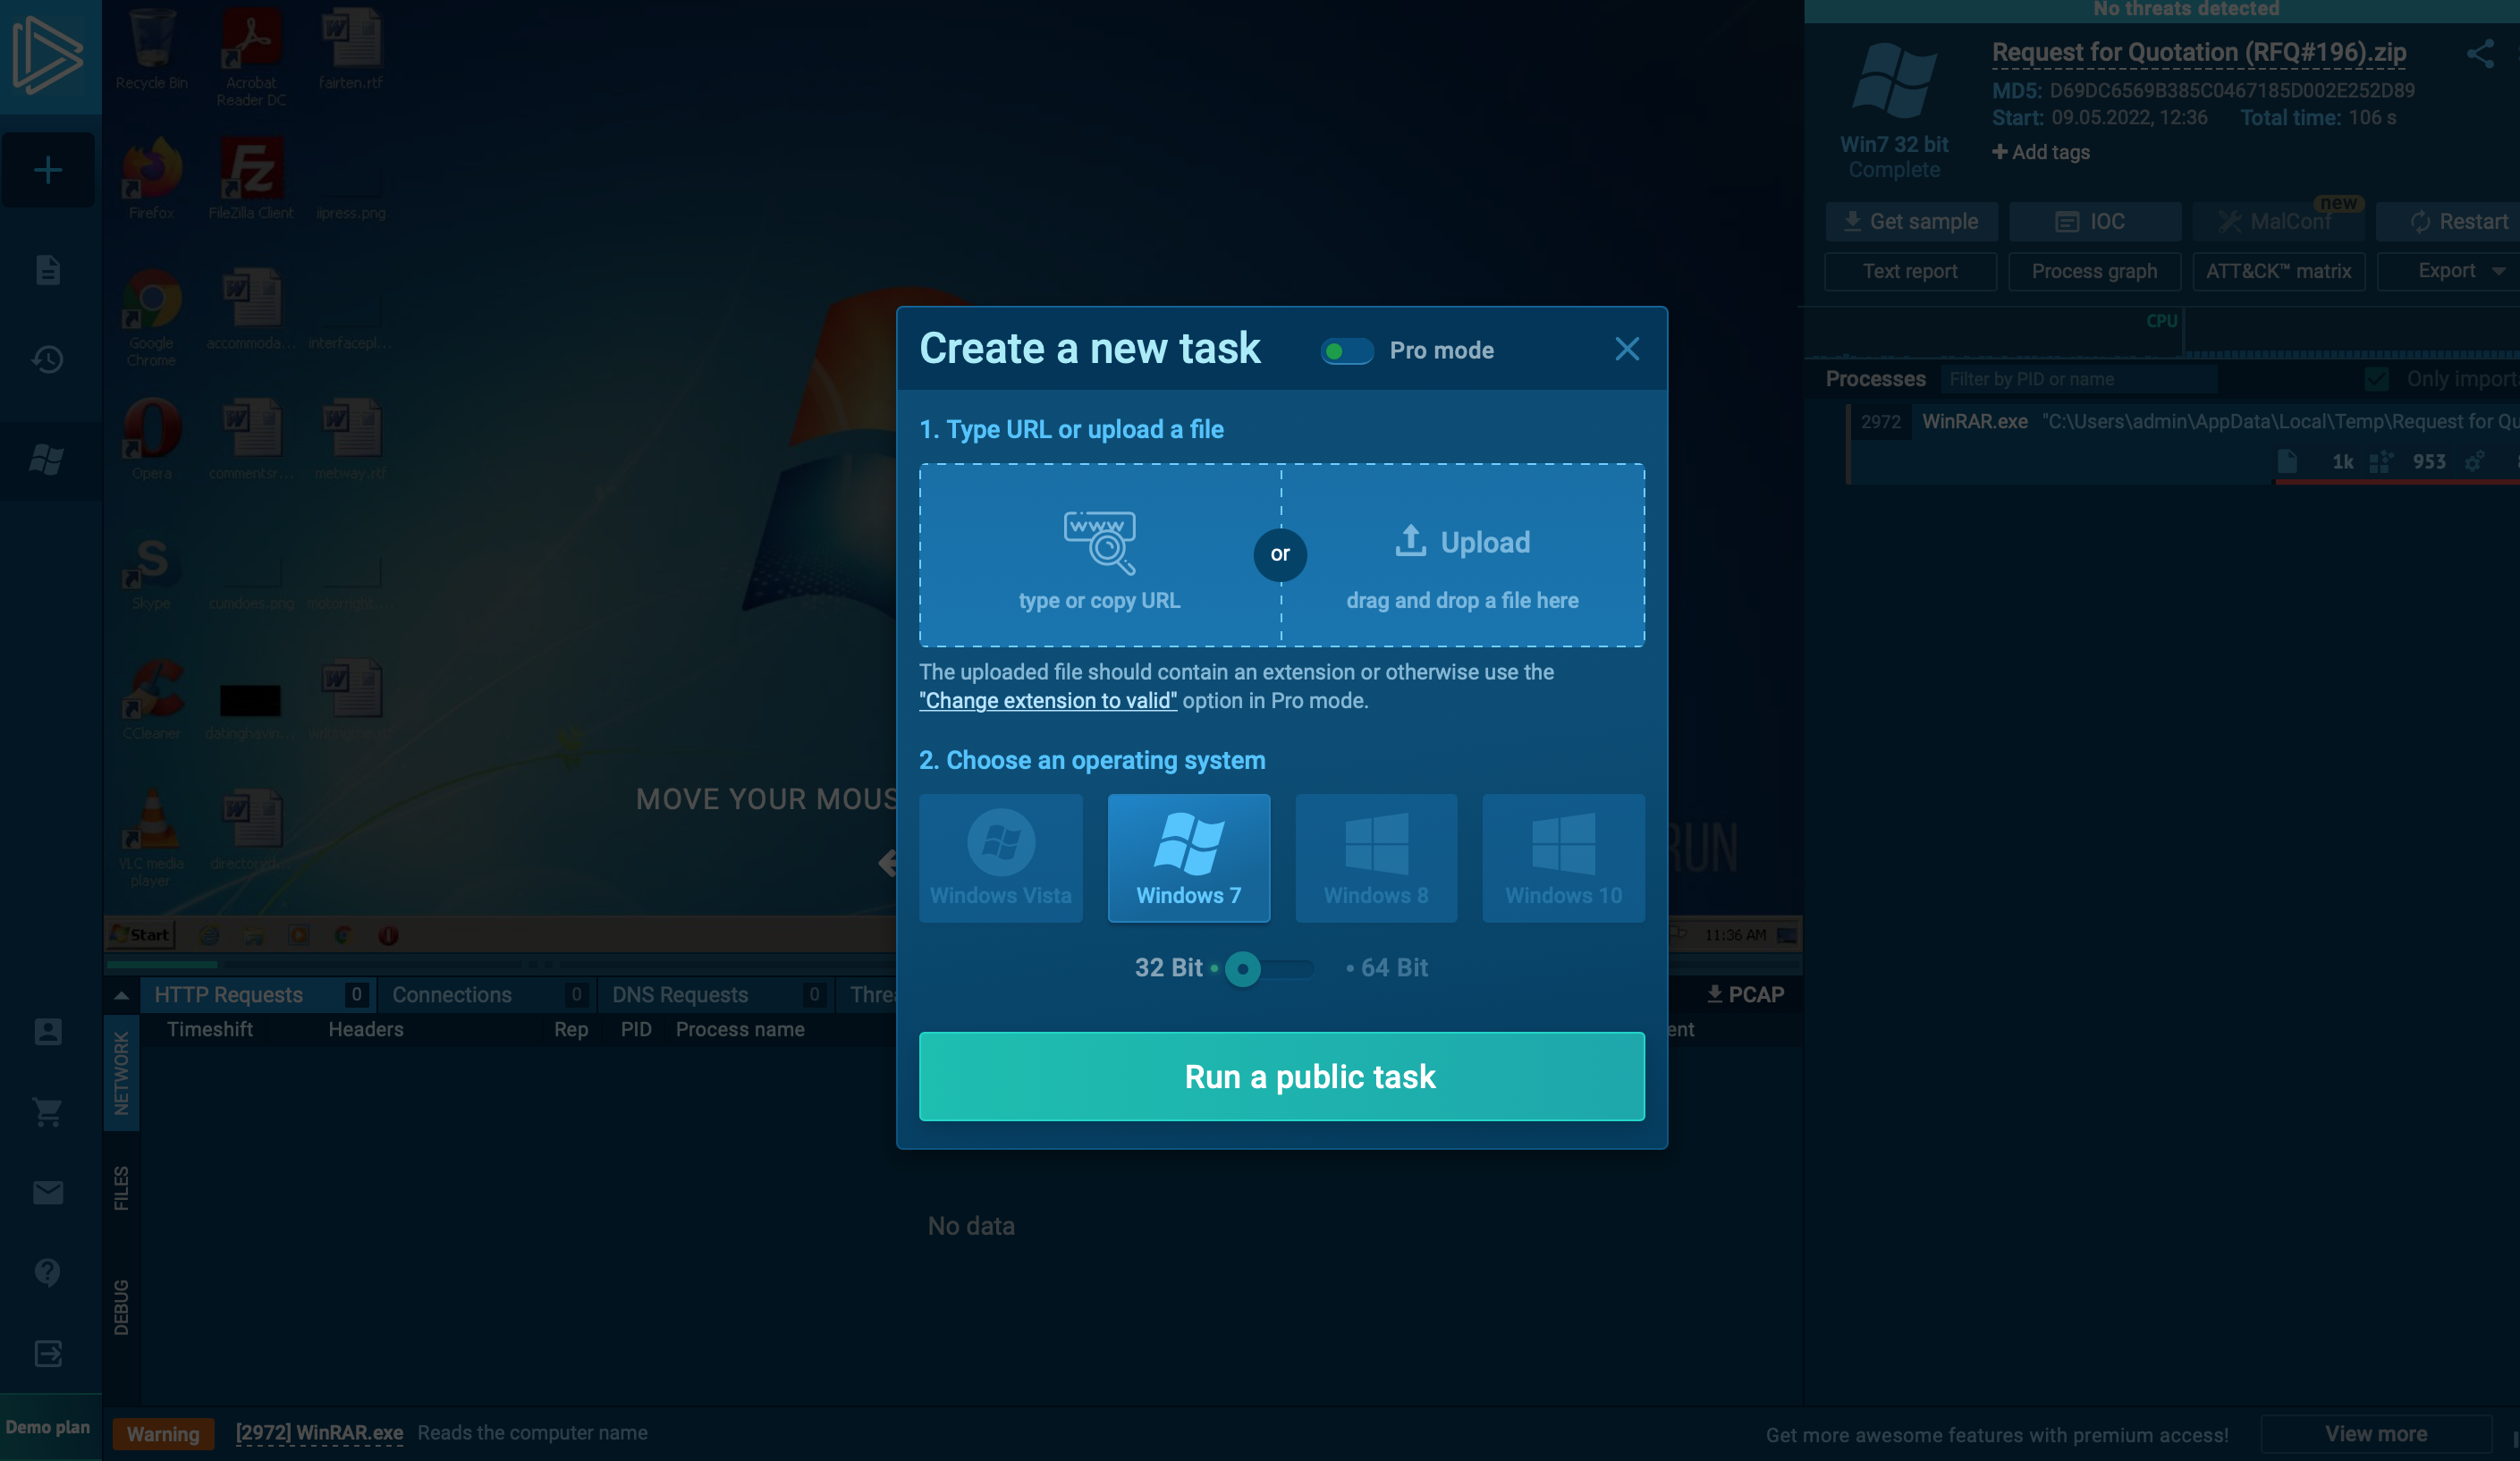 Recycle Bin
Acrobat
Reader DC
fairten.rtf
Firefox
FileZilla Client
iipress.png
Google
Chrome
accommoda...
interfacepl...
Opera
commentsr...
metway.rtf
Skype
cumdoes.png
motorright...
CCleaner
datinghavin...
VLC media
player
MOVE YOUR MOUS
RUN
Start
11:36 AM
Create a new task
Pro mode
1. Type URL or upload a file
www
type or copy URL
or
Upload
drag and drop a file here
The uploaded file should contain an extension or otherwise use the
"Change extension to valid" option in Pro mode.
2. Choose an operating system
Windows Vista
Windows 7
Windows 8
Windows 10
32 Bit
64 Bit
Run a public task
No threats detected
Request for Quotation (RFQ#196).zip
MD5: D69DC6569B385C0467185D002E252D89
Start: 09.05.2022, 12:36 Total time: 106 s
Win7 32 bit
Complete
+ Add tags
Get sample
IOC
MalConf
new
Restart
Text report
Process graph
ATT&CK™ matrix
Export
CPU
Processes
Filter by PID or name
Only import
2972 WinRAR.exe "C:\Users\admin\AppData\Local\Temp\Request for Qu
1k 953
HTTP Requests 0
Connections 0
DNS Requests 0
Threa
PCAP
Timeshift Headers Rep PID Process name
ent
NETWORK
FILES
DEBUG
No data
Demo plan
Warning [2972] WinRAR.exe Reads the computer name
Get more awesome features with premium access!
View more